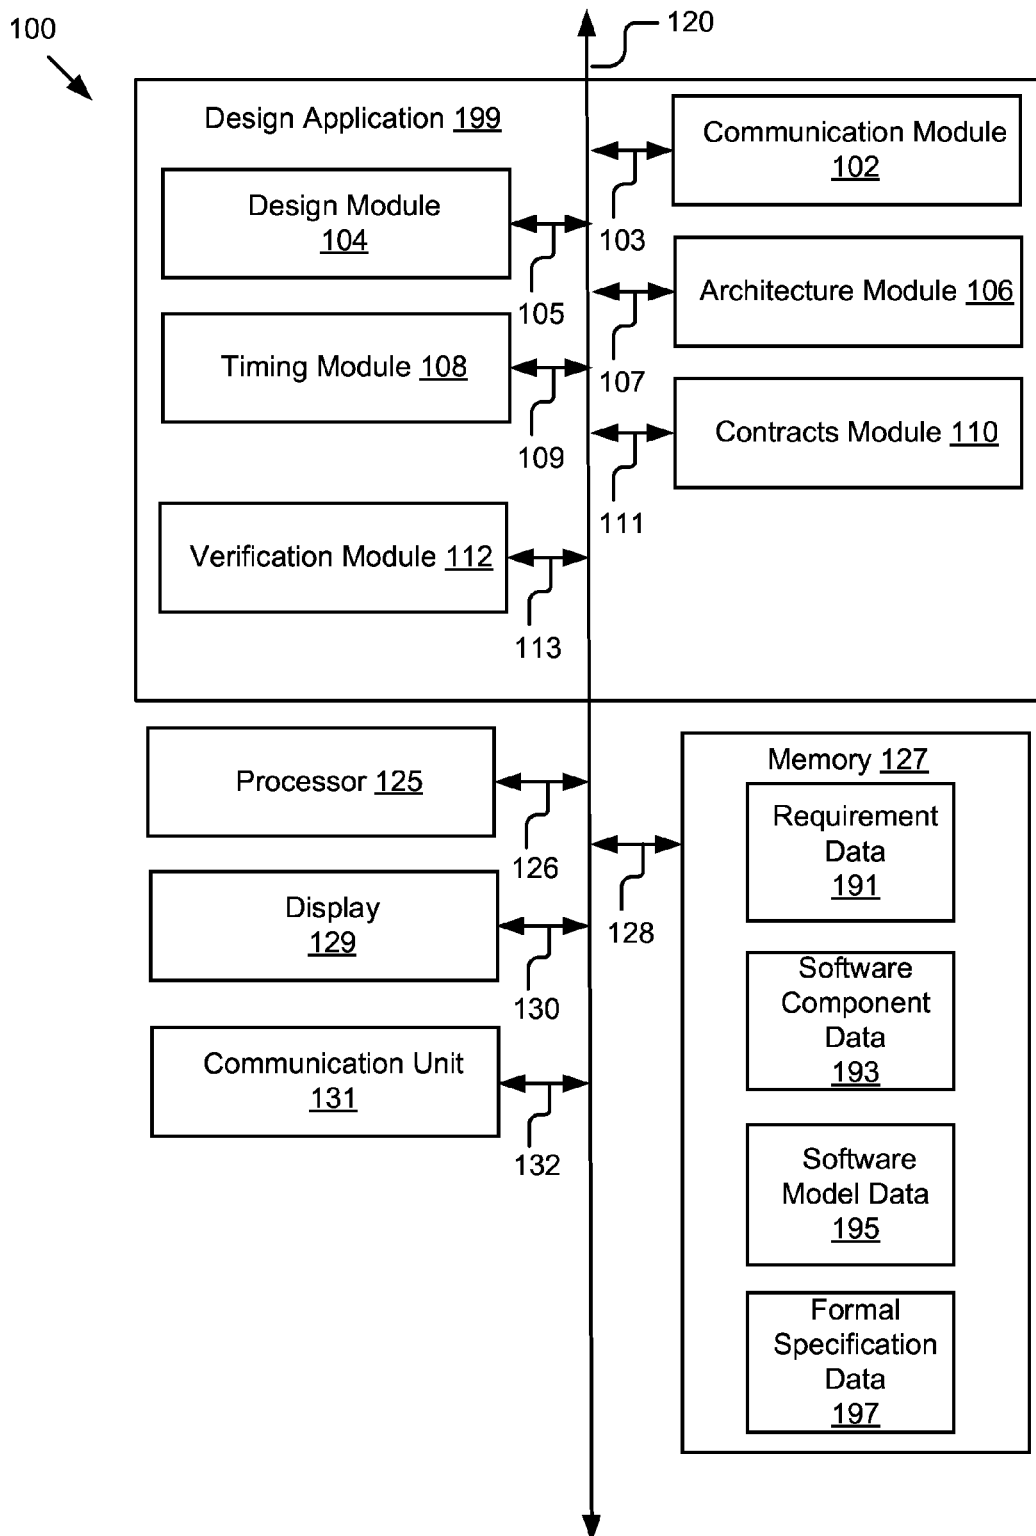 100
120
Design Application 199
Communication Module
102
103
Design Module
104
105
Architecture Module 106
107
Timing Module 108
109
Contracts Module 110
111
Verification Module 112
113
Processor 125
126
Memory 127
Requirement
Data
191
128
Display
129
130
Software
Component
Data
193
Communication Unit
131
132
Software
Model Data
195
Formal
Specification
Data
197